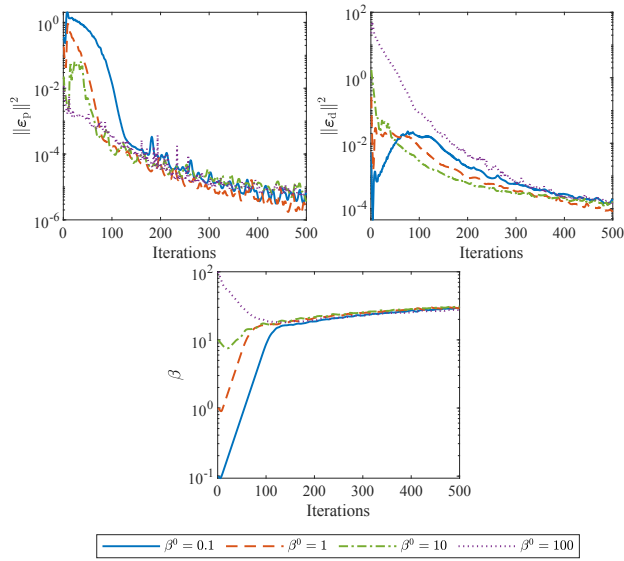 10^0
10^-2
10^-4
10^-6
‖ε_p‖^2
0 100 200 300 400 500
Iterations
10^2
10^0
10^-2
10^-4
‖ε_d‖^2
0 100 200 300 400 500
Iterations
10^2
10^1
10^0
10^-1
β
0 100 200 300 400 500
Iterations
β^0 = 0.1 β^0 = 1 β^0 = 10 β^0 = 100